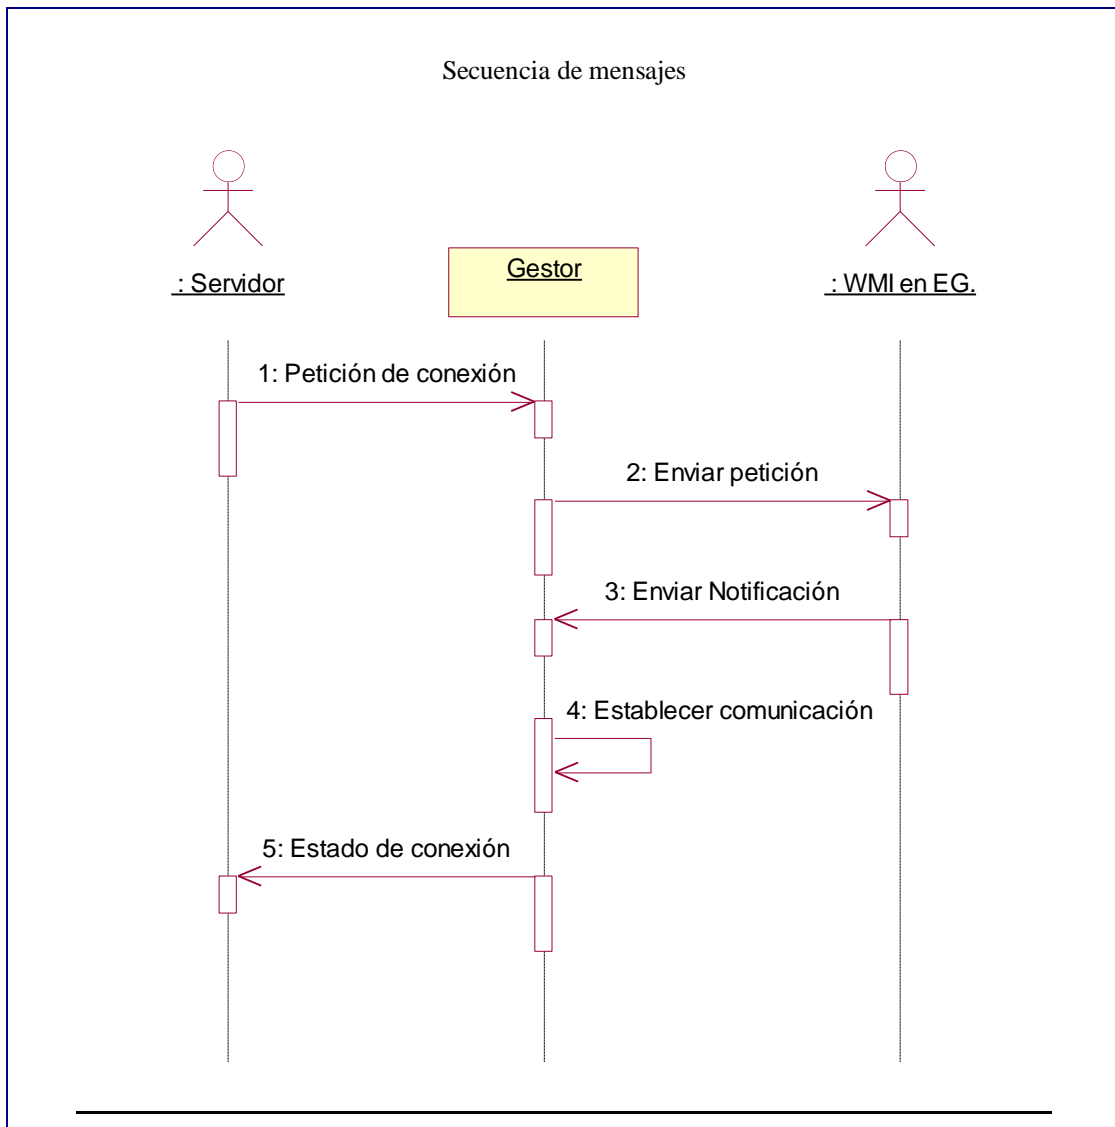 Secuencia de mensajes
: Servidor
Gestor
: WMI en EG.
1: Petición de conexión
2: Enviar petición
3: Enviar Notificación
4: Establecer comunicación
5: Estado de conexión